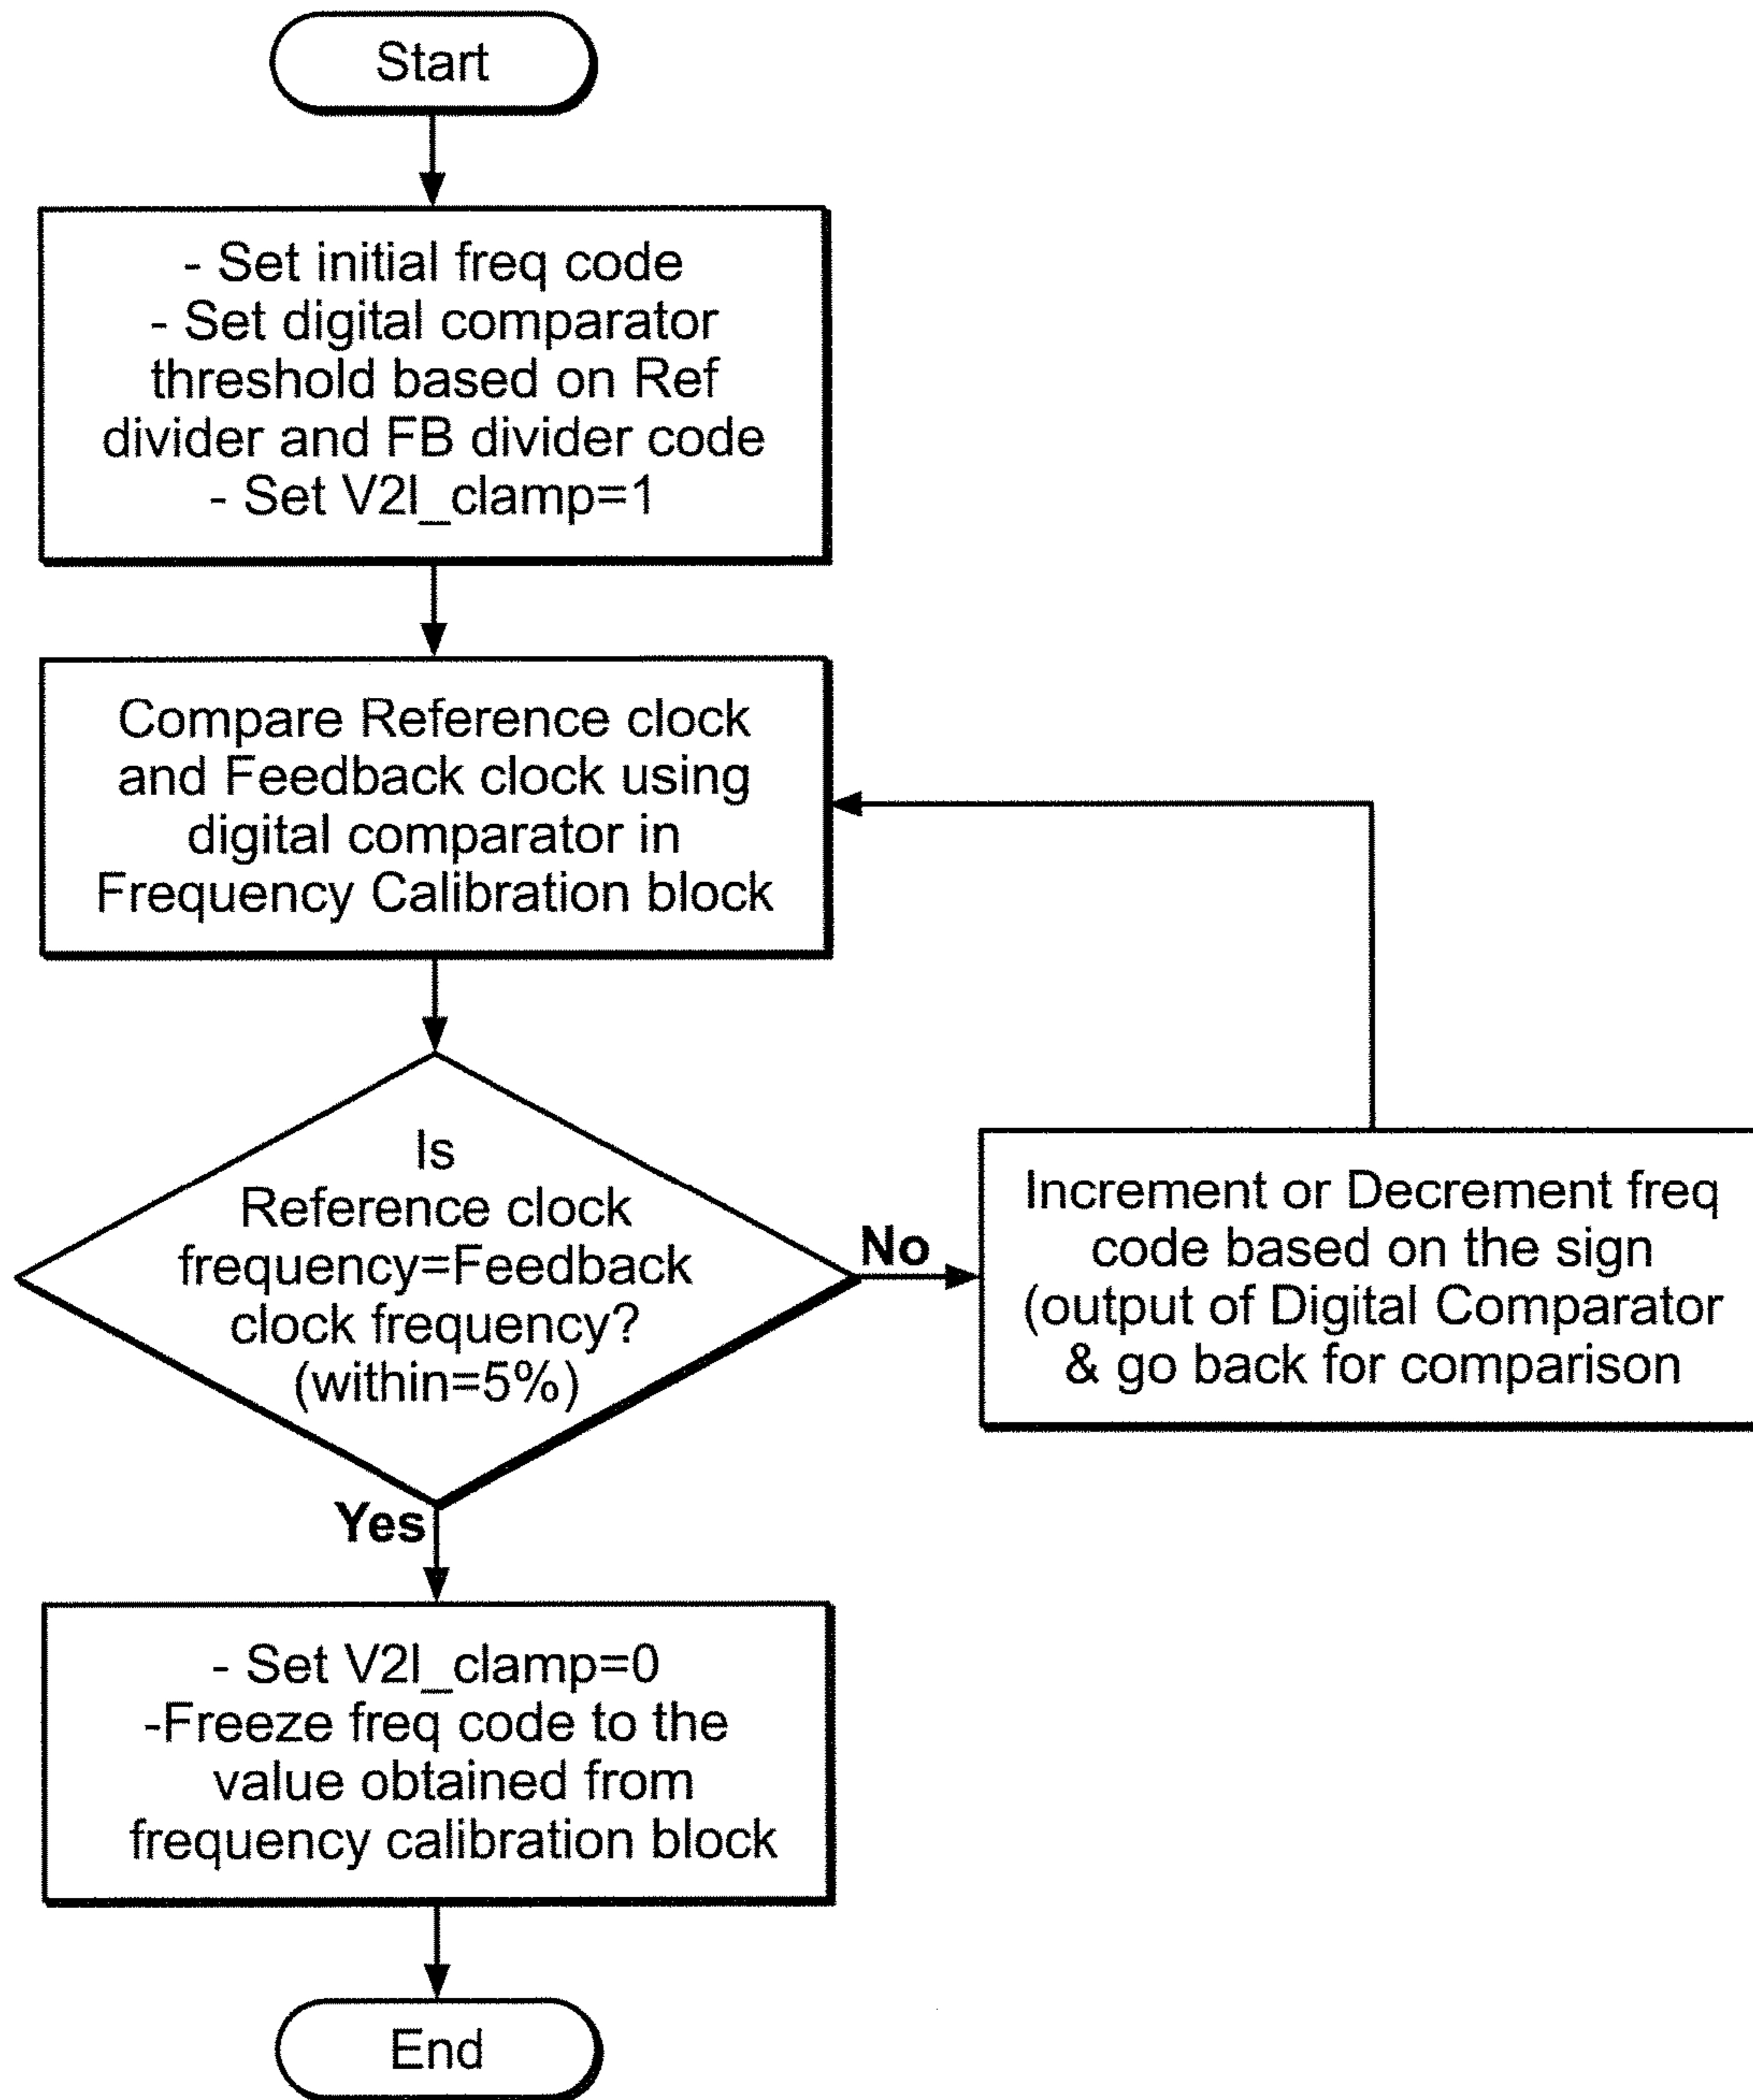 Start
- Set initial freq code
- Set digital comparator
threshold based on Ref
divider and FB divider code
- Set V2I_clamp=1
Compare Reference clock
and Feedback clock using
digital comparator in
Frequency Calibration block
Is
Reference clock
frequency=Feedback
clock frequency?
(within=5%)
No
Increment or Decrement freq
code based on the sign
(output of Digital Comparator
& go back for comparison
Yes
- Set V2I_clamp=0
-Freeze freq code to the
value obtained from
frequency calibration block
End